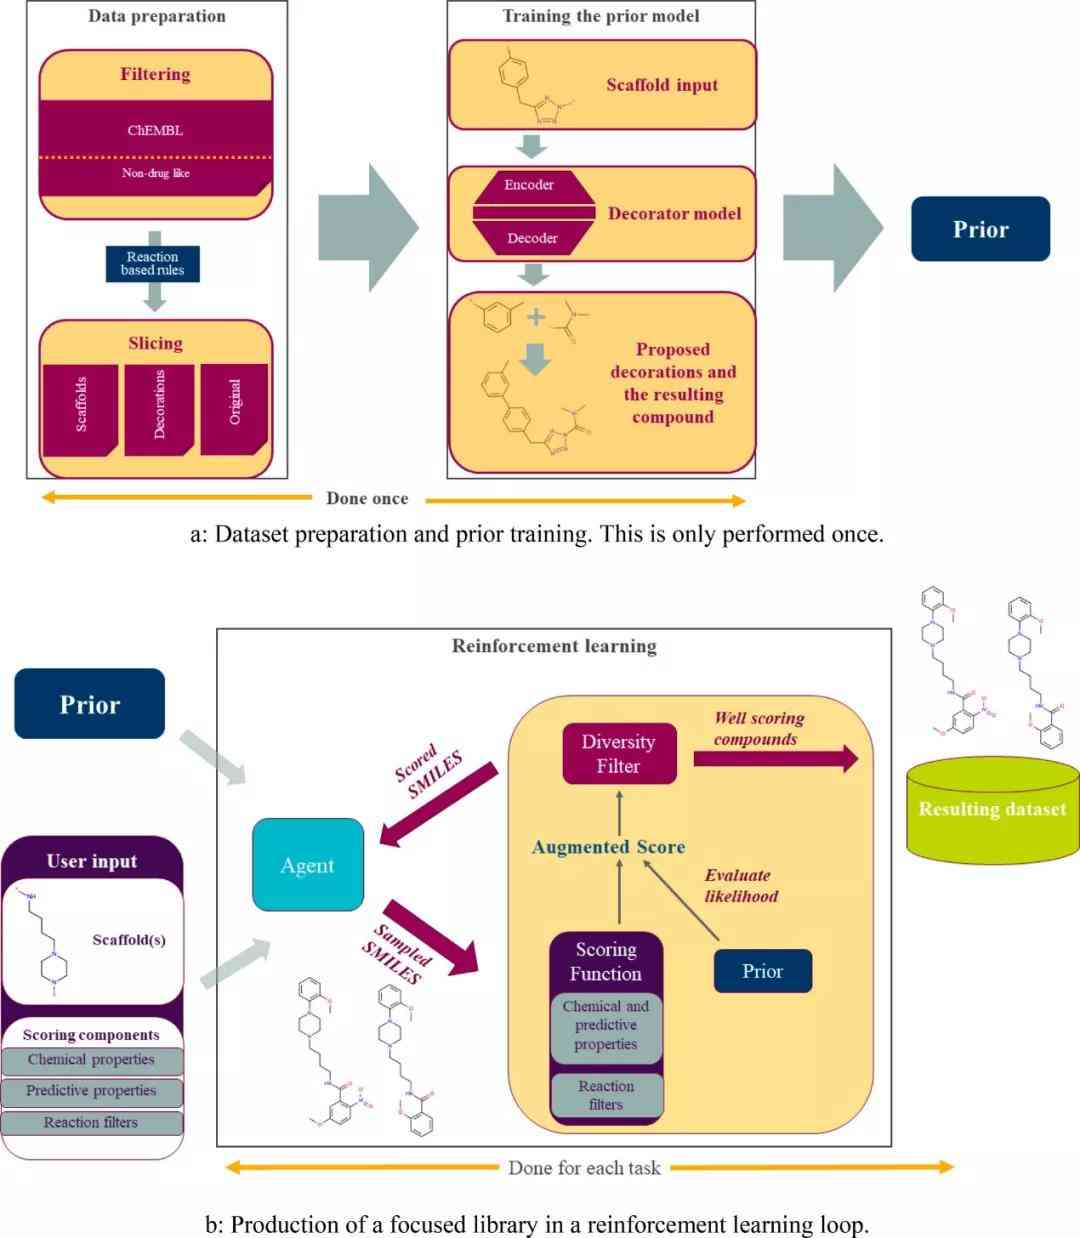 Data preparation
Filtering
ChEMBL
Non-drug like
Reaction
based rules
Slicing
Scaffolds
Decorations
Original
Training the prior model
Scaffold input
Encoder
Decoder
Decorator model
Proposed
decorations and
the resulting
compound
Prior
Done once
a: Dataset preparation and prior training. This is only performed once.
Reinforcement learning
Prior
User input
NH
Scaffold(s)
Scoring components
Chemical properties
Predictive properties
Reaction filters
Agent
Scored
SMILES
Sampled
SMILES
Diversity
Filter
Well scoring
compounds
Augmented Score
Evaluate
likelihood
Scoring
Function
Chemical and
predictive
properties
Reaction
filters
Prior
Resulting dataset
Done for each task
b: Production of a focused library in a reinforcement learning loop.